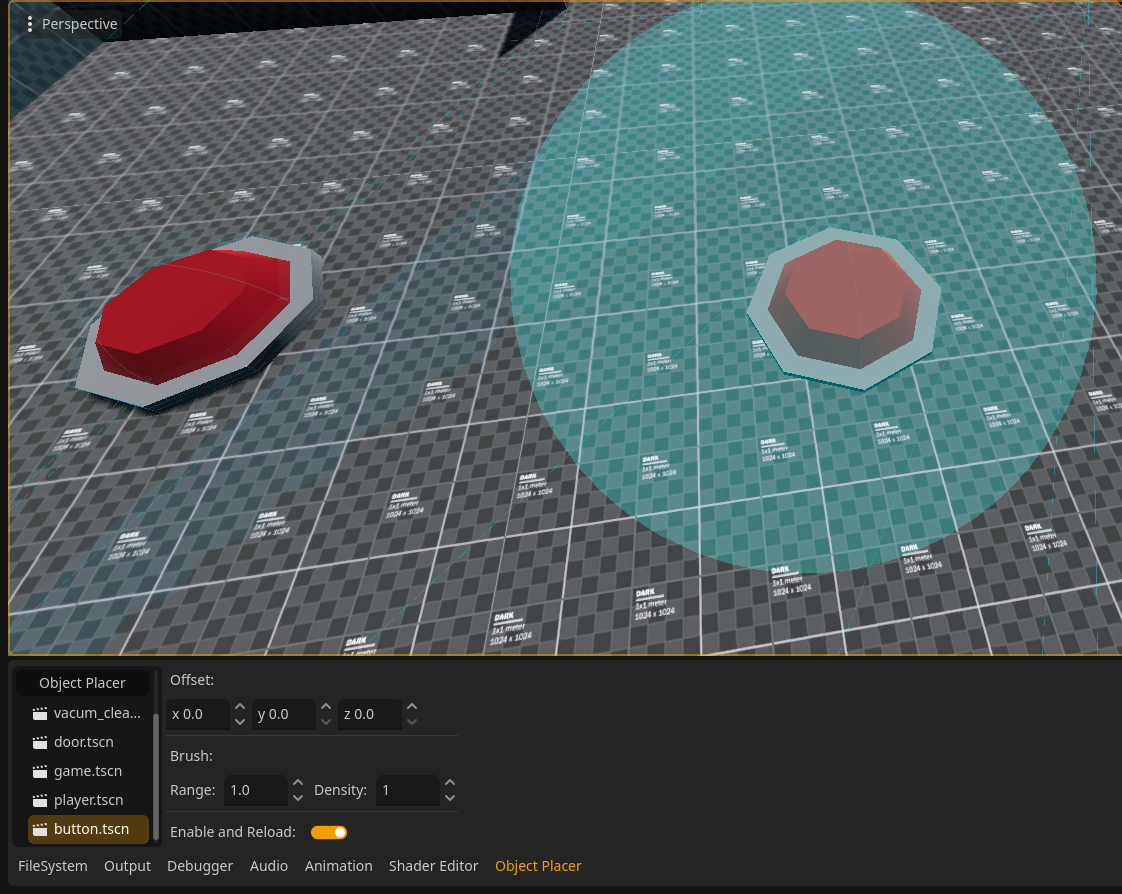 Perspective
DARK
1x1 meter
1024 x 1024
Object Placer
vacum_clea...
door.tscn
game.tscn
player.tscn
button.tscn
Offset:
x 0.0 y 0.0 z 0.0
Brush:
Range: 1.0 Density: 1
Enable and Reload:
FileSystem Output Debugger Audio Animation Shader Editor Object Placer